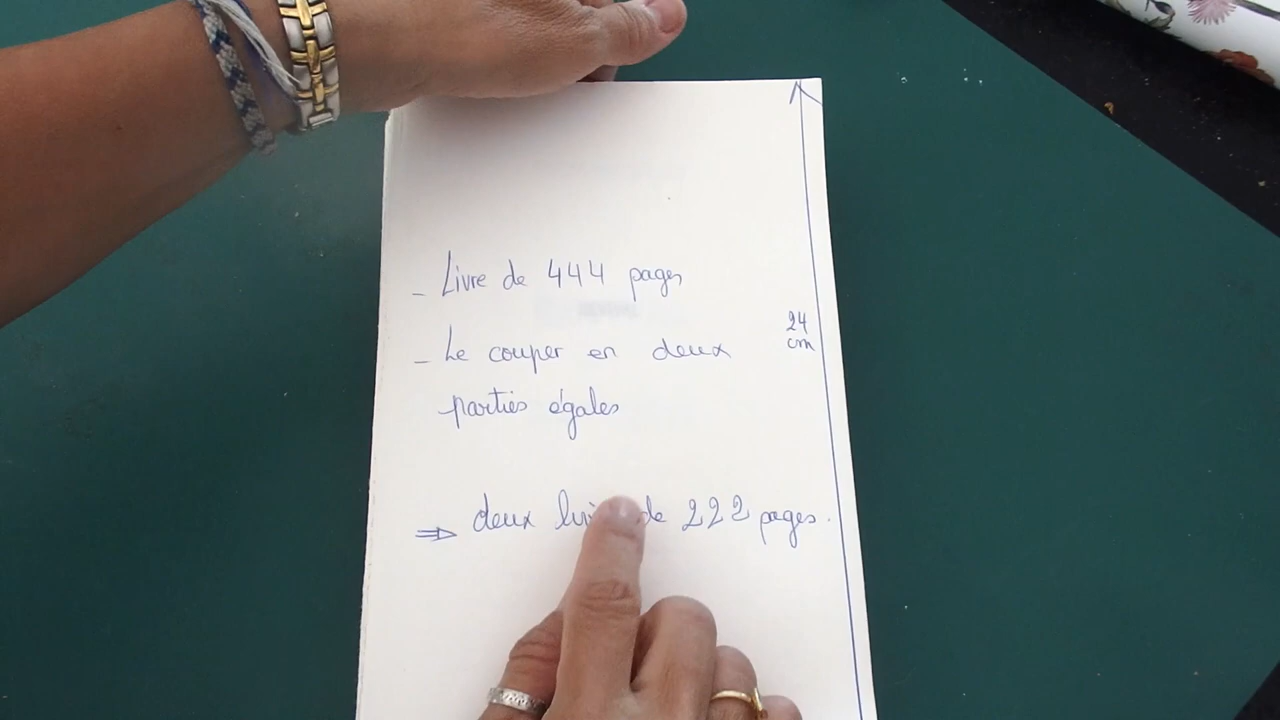 - Livre de 444 pages
24
cm
- Le couper en deux
parties égales
⇒ deux de 222 pages.